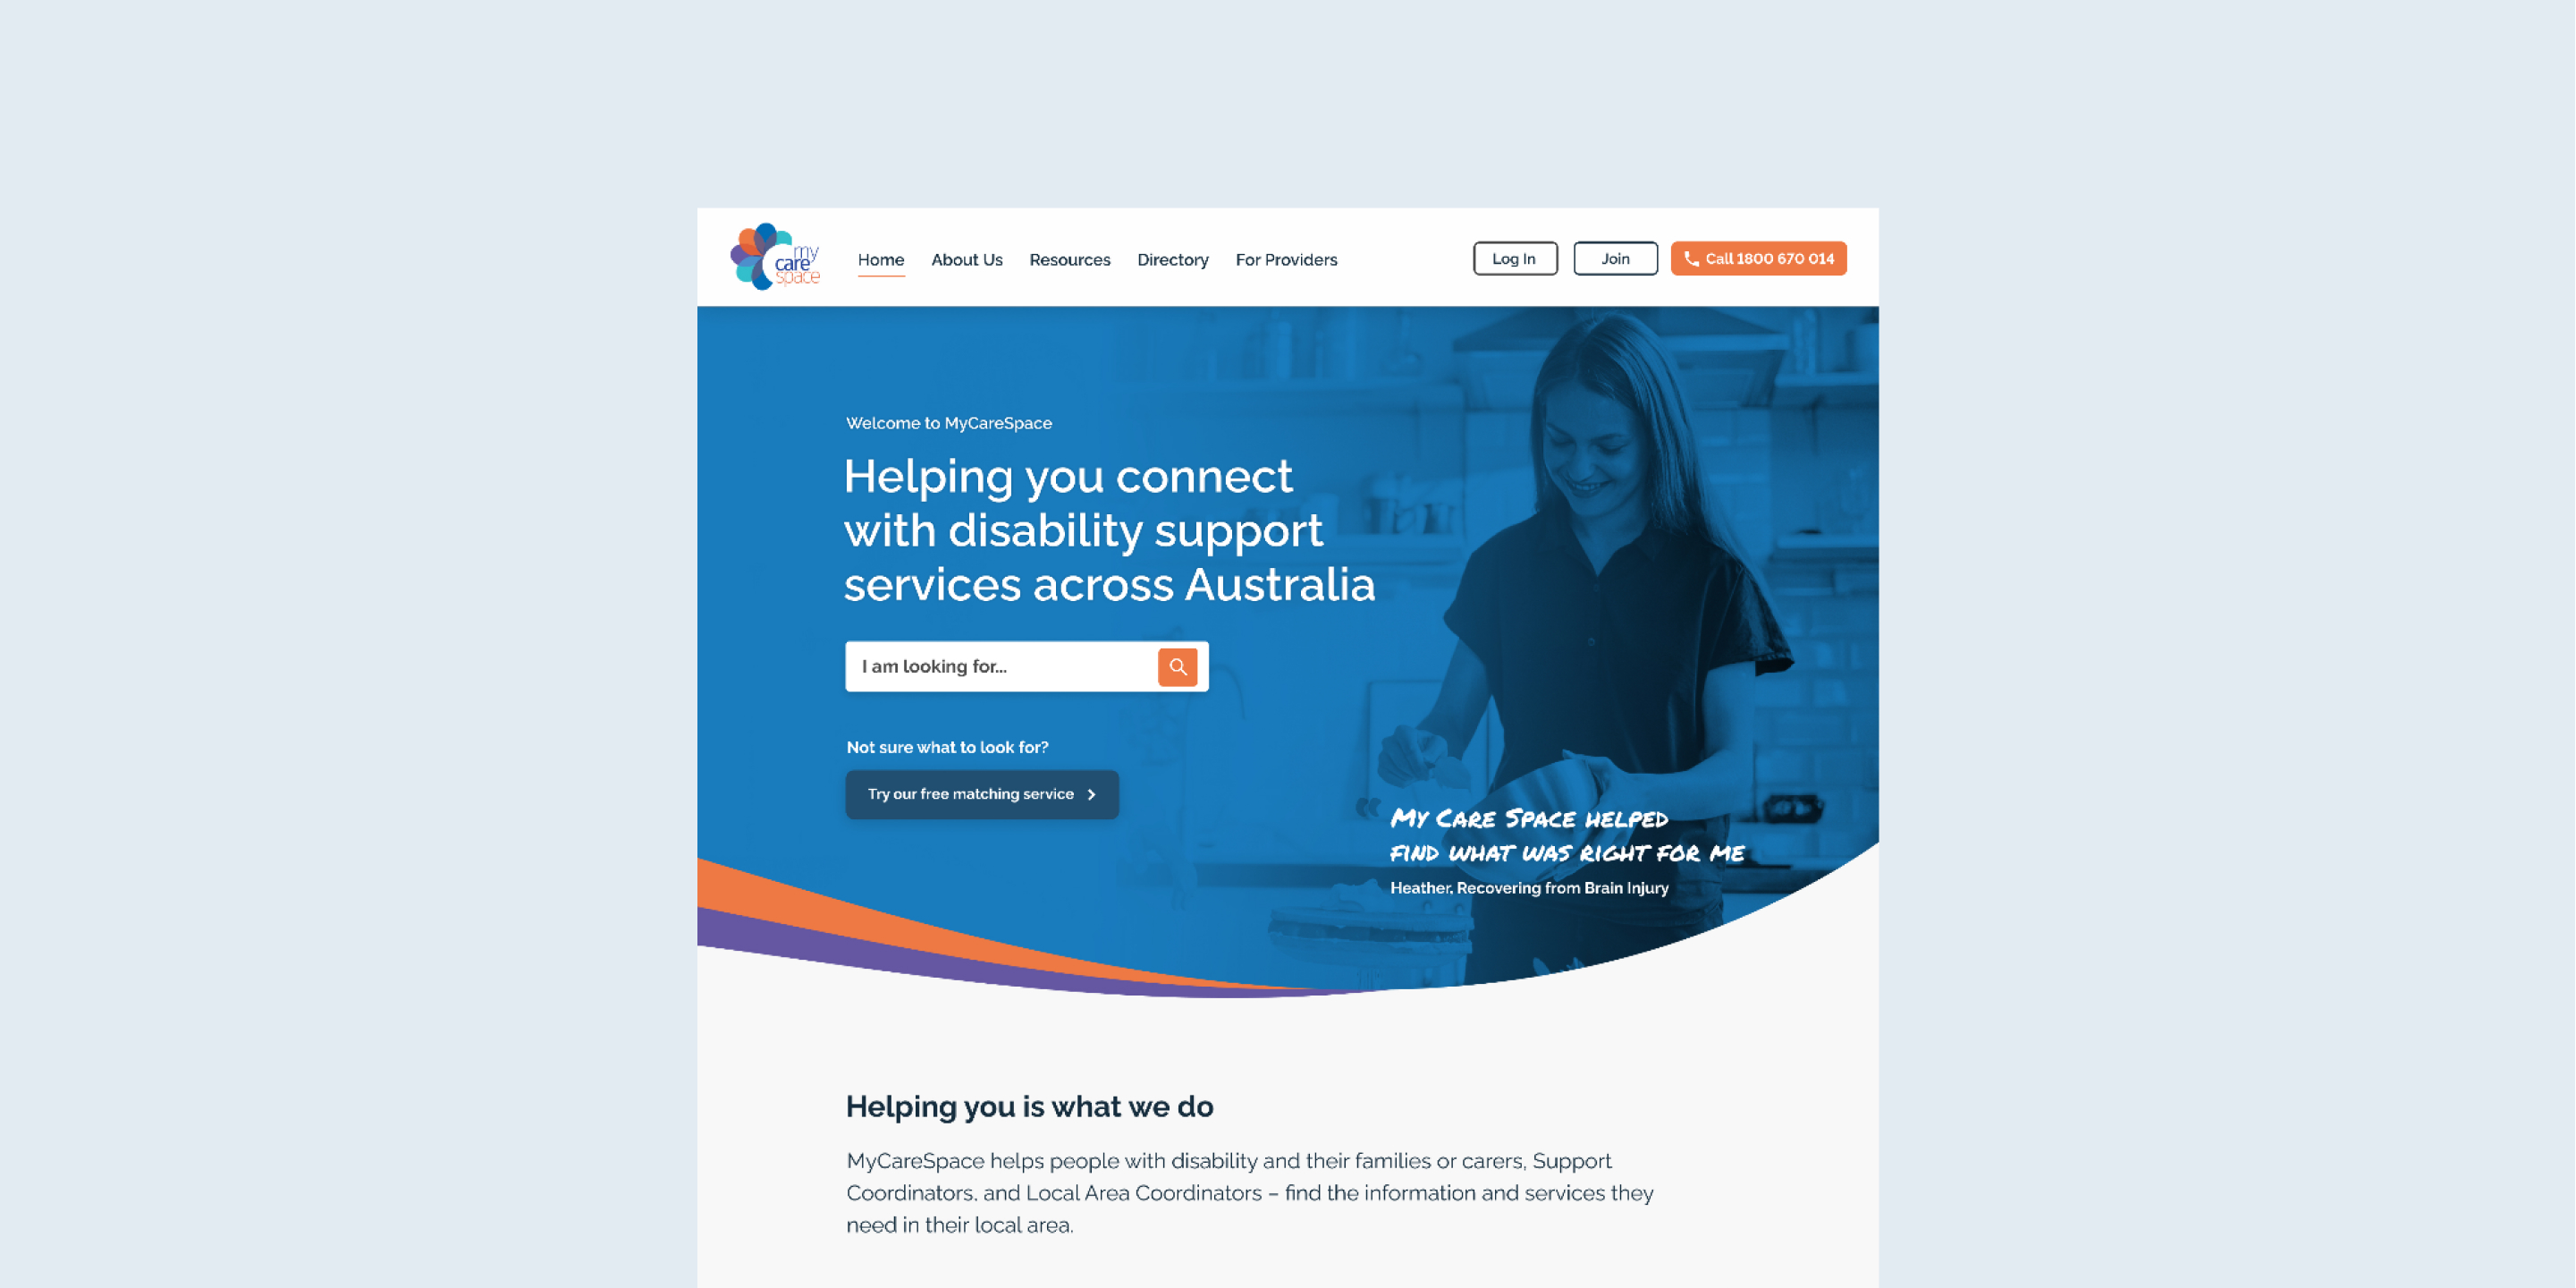 my
care
space
Home About Us Resources Directory For Providers
Log In Join Call 1800 670 014
Welcome to MyCareSpace
Helping you connect
with disability support
services across Australia
I am looking for...
Not sure what to look for?
Try our free matching service
“ MY CARE SPACE HELPED
FIND WHAT WAS RIGHT FOR ME
Heather, Recovering from Brain Injury
Helping you is what we do
MyCareSpace helps people with disability and their families or carers, Support
Coordinators, and Local Area Coordinators – find the information and services they
need in their local area.